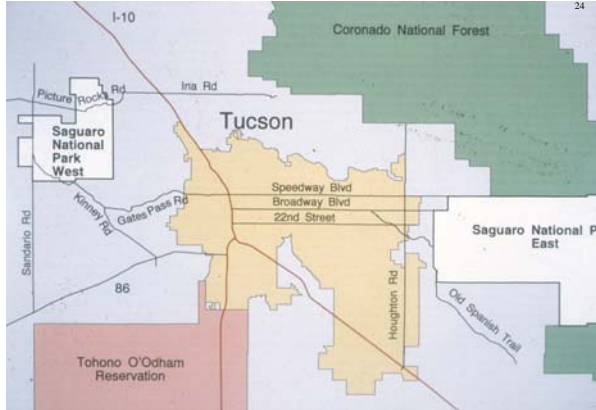 24
I-10
Coronado National Forest
Picture Rocks Rd
Ina Rd
Tucson
Saguaro
National
Park
West
Speedway Blvd
Broadway Blvd
22nd Street
Gates Pass Rd
Kinney Rd
Sandario Rd
Saguaro National P
East
86
Houghton Rd
Old Spanish Trail
Tohono O'Odham
Reservation